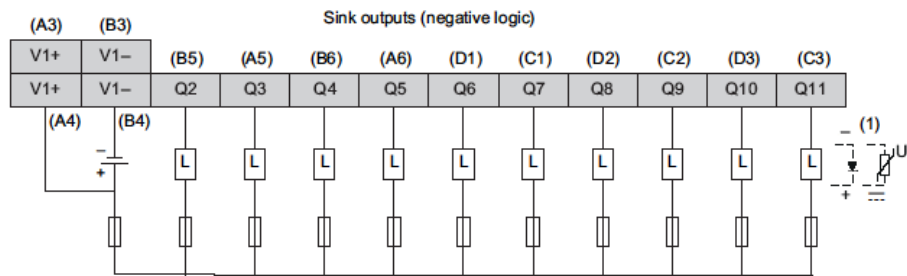 Sink outputs (negative logic)
(A3) (B3)
V1+ V1– (B5) (A5) (B6) (A6) (D1) (C1) (D2) (C2) (D3) (C3)
V1+ V1– Q2 Q3 Q4 Q5 Q6 Q7 Q8 Q9 Q10 Q11
(A4) (B4) – (1)
– L L L L L L L L L L U
+ +